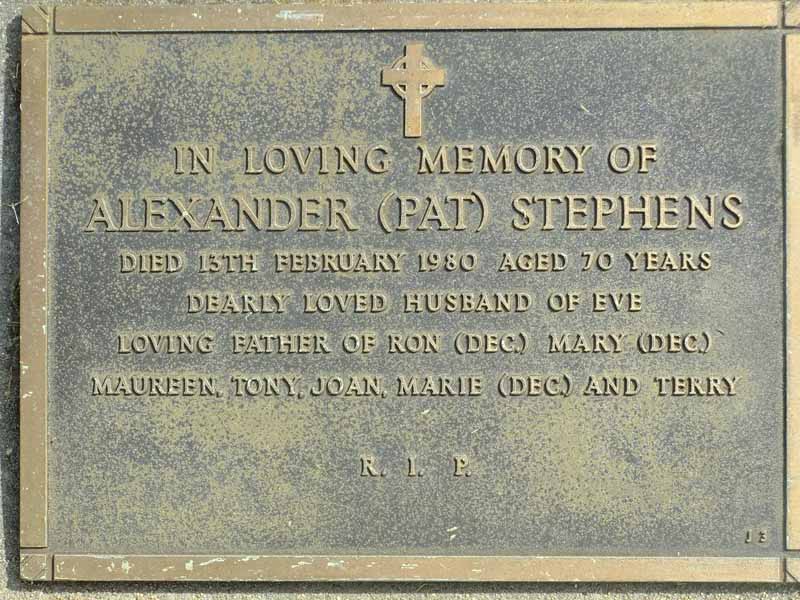 IN LOVING MEMORY OF
ALEXANDER (PAT) STEPHENS
DIED 13TH FEBRUARY 1980 AGED 70 YEARS
DEARLY LOVED HUSBAND OF EVE
LOVING FATHER OF RON (DEC.) MARY (DEC.)
MAUREEN, TONY, JOAN, MARIE (DEC.) AND TERRY
R. I. P.
J 3